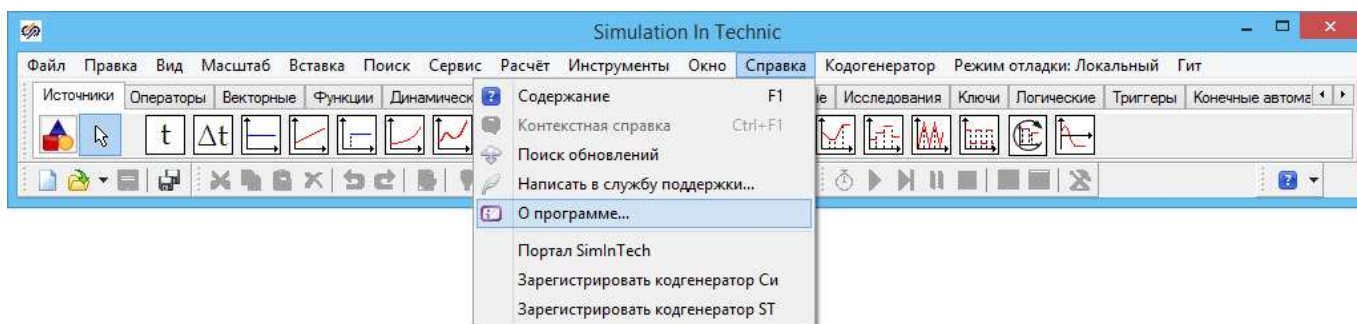 Simulation In Technic
Файл Правка Вид Масштаб Вставка Поиск Сервис Расчёт Инструменты Окно Справка Кодогенератор Режим отладки: Локальный Гит
Источники Операторы Векторные Функции Исследования Ключи Логические Триггеры Конечные
t Δt
Содержание F1
Контекстная справка Ctrl+F1
Поиск обновлений
Написать в службу поддержки...
О программе...
Портал SimInTech
Зарегистрировать кодгенератор Си
Зарегистрировать кодгенератор ST